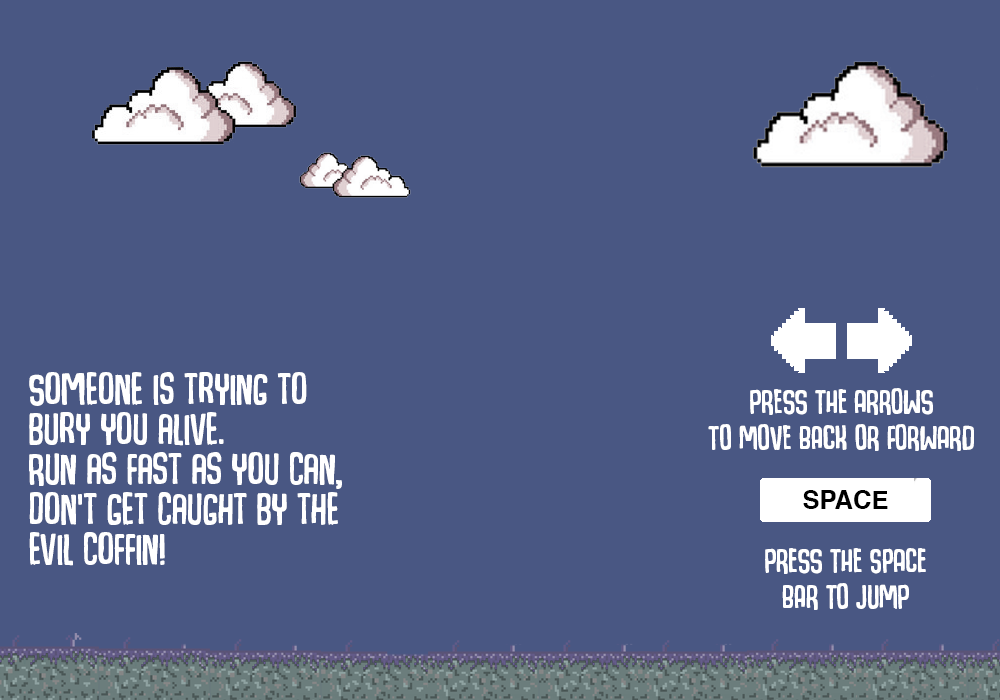 SOMEONE IS TRYING TO
BURY YOU ALIVE.
RUN AS FAST AS YOU CAN,
DON'T GET CAUGHT BY THE
EVIL COFFIN!
PRESS THE ARROWS
TO MOVE BACK OR FORWARD
SPACE
PRESS THE SPACE
BAR TO JUMP